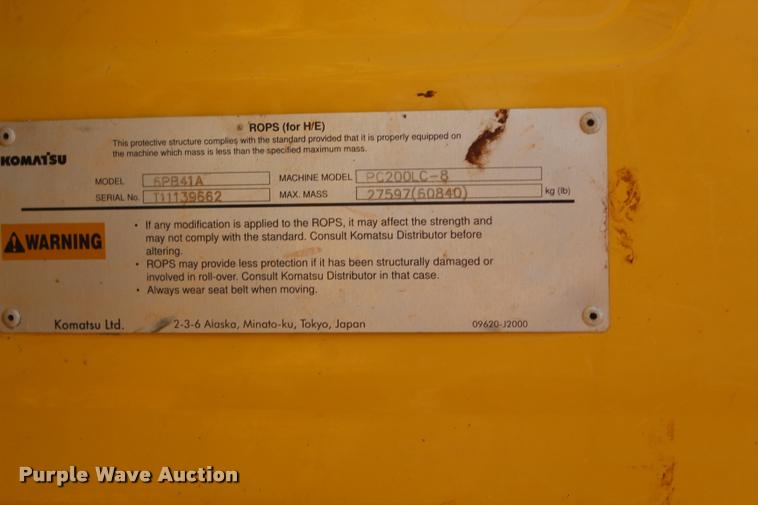 ROPS (for H/E)
This protective structure complies with the standard provided that it is properly equipped on
the machine which mass is less than the specified maximum mass.
KOMATSU
MODEL 6PB41A MACHINE MODEL PC200LC-8
SERIAL No. T11139662 MAX. MASS 27597(60840) kg (lb)
WARNING
• If any modification is applied to the ROPS, it may affect the strength and
may not comply with the standard. Consult Komatsu Distributor before
altering.
• ROPS may provide less protection if it has been structurally damaged or
involved in roll-over. Consult Komatsu Distributor in that case.
• Always wear seat belt when moving.
Komatsu Ltd. 2-3-6 Akaska, Minato-ku, Tokyo, Japan 09620-J2000
Purple Wave Auction